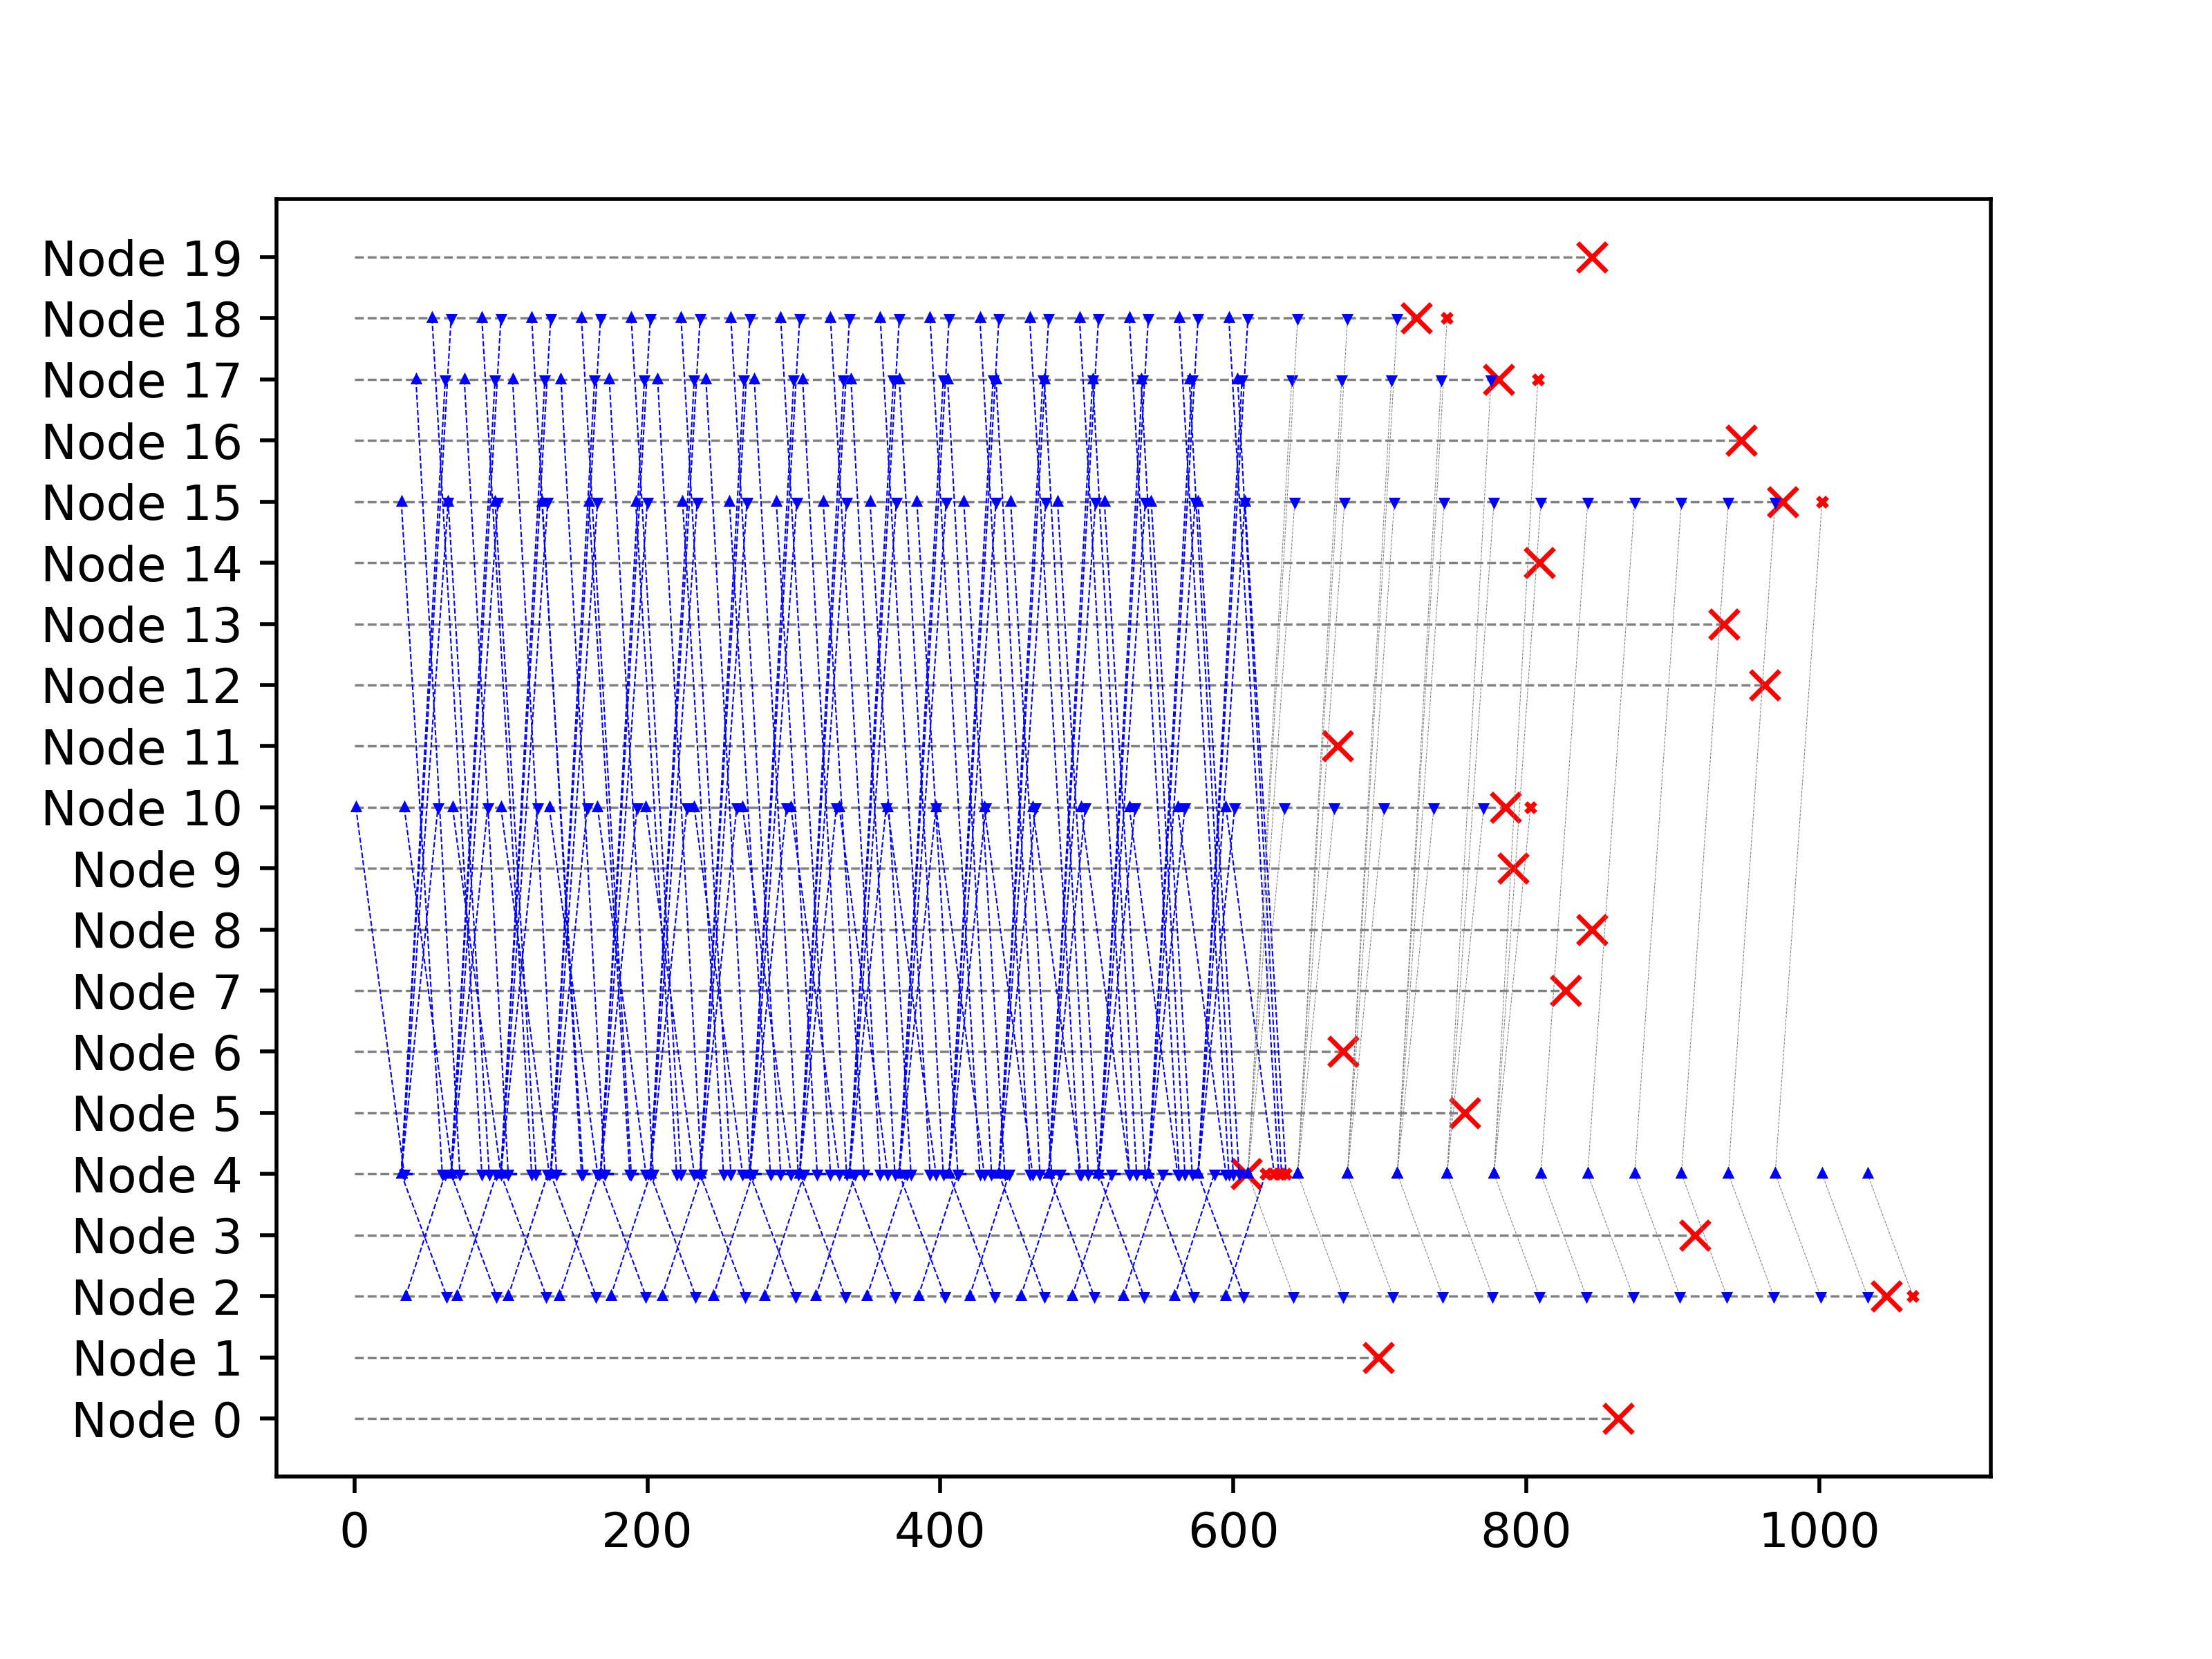 Node 19
Node 18
Node 17
Node 16
Node 15
Node 14
Node 13
Node 12
Node 11
Node 10
Node 9
Node 8
Node 7
Node 6
Node 5
Node 4
Node 3
Node 2
Node 1
Node 0
0 200 400 600 800 1000